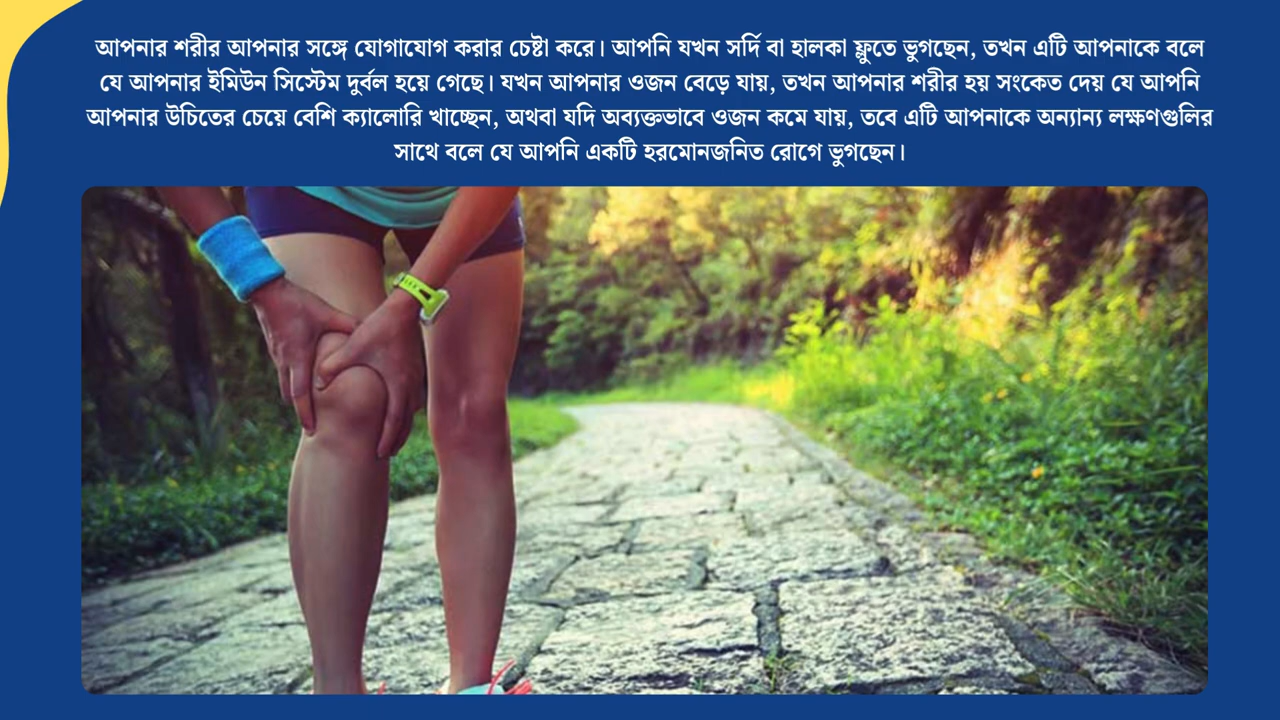 আপনার শরীর আপনার সঙ্গে যোগাযোগ করার চেষ্টা করে। আপনি যখন সর্দি বা হালকা ফ্লুতে ভুগছেন, তখন এটি আপনাকে বলে
যে আপনার ইমিউন সিস্টেম দুর্বল হয়ে গেছে। যখন আপনার ওজন বেড়ে যায়, তখন আপনার শরীর হয় সংকেত দেয় যে আপনি
আপনার উচিতের চেয়ে বেশি ক্যালোরি খাচ্ছেন, অথবা যদি অব্যক্তভাবে ওজন কমে যায়, তবে এটি আপনাকে অন্যান্য লক্ষণগুলির
সাথে বলে যে আপনি একটি হরমোনজনিত রোগে ভুগছেন।